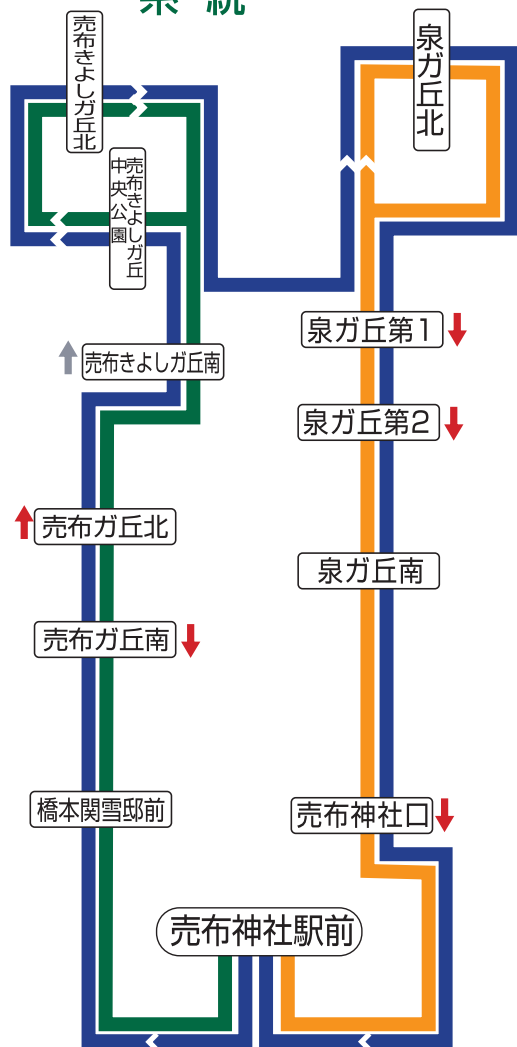 系統
売布きよしガ丘北
売布きよしガ丘
中央公園
泉ガ丘北
売布きよしガ丘南
泉ガ丘第1
泉ガ丘第2
売布ガ丘北
泉ガ丘南
売布ガ丘南
橋本関雪邸前
売布神社口
売布神社駅前